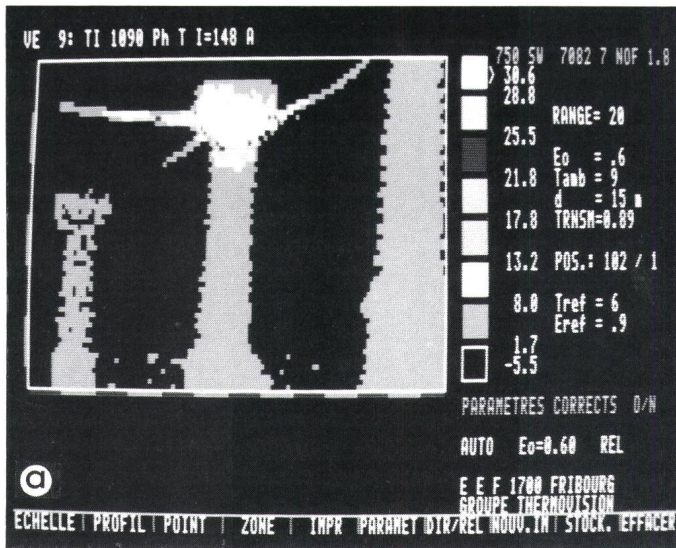 VE 9: TI 1090 Ph T I=148 A
750 SW 7082 7 NOF 1.8
> 30.6
28.8
RANGE= 20
25.5
Eo = .6
21.8 Tamb = 9
d = 15 m
17.8 TRNSM=0.89
13.2 POS.: 102 / 1
8.0 Tref = 6
Eref = .9
1.7
-5.5
PARAMETRES CORRECTS O/N
AUTO Eo=0.60 REL
E E F 1700 FRIBOURG
GROUPE THERMOVISION
a
ECHELLE | PROFIL | POINT | ZONE | IMPR | PARAMET | DIR/REL | NOUV.IM | STOCK. | EFFACER